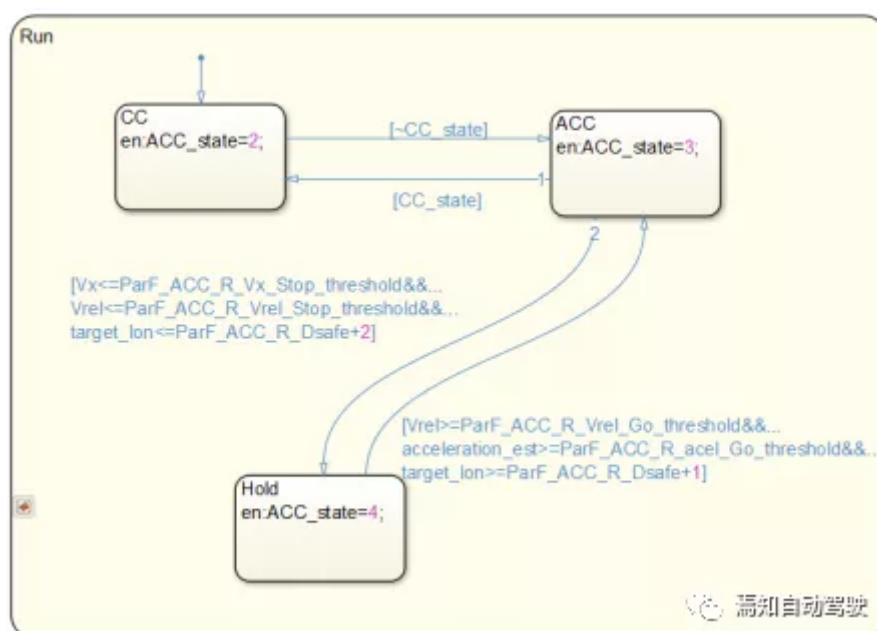 Run
CC
en:ACC_state=2;
[~CC_state]
ACC
en:ACC_state=3;
1
[CC_state]
2
[Vx<=ParF_ACC_R_Vx_Stop_threshold&&...
Vrel<=ParF_ACC_R_Vrel_Stop_threshold&&...
target_lon<=ParF_ACC_R_Dsafe+2]
[Vrel>=ParF_ACC_R_Vrel_Go_threshold&&...
acceleration_est>=ParF_ACC_R_acel_Go_threshold&&...
target_lon>=ParF_ACC_R_Dsafe+1]
Hold
en:ACC_state=4;
焉知自动驾驶